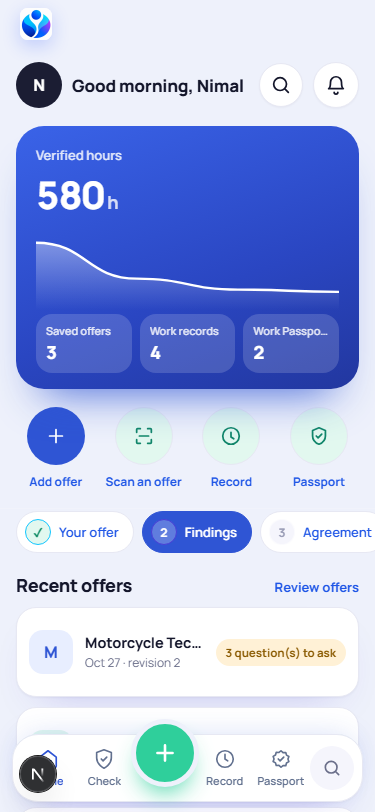 N
Good morning, Nimal
Verified hours
580h
Saved offers
3
Work records
4
Work Passpo...
2
Add offer
Scan an offer
Record
Passport
✓ Your offer
2 Findings
3 Agreement
Recent offers
Review offers
M
Motorcycle Tec...
Oct 27 · revision 2
3 question(s) to ask
N
Check
Record
Passport